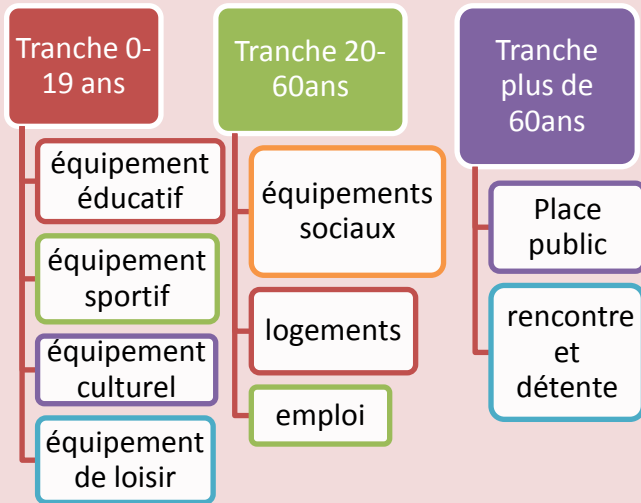 Tranche 0-
19 ans
équipement
éducatif
équipement
sportif
équipement
culturel
équipement
de loisir
Tranche 20-
60ans
équipements
sociaux
logements
emploi
Tranche
plus de
60ans
Place
public
rencontre
et
détente